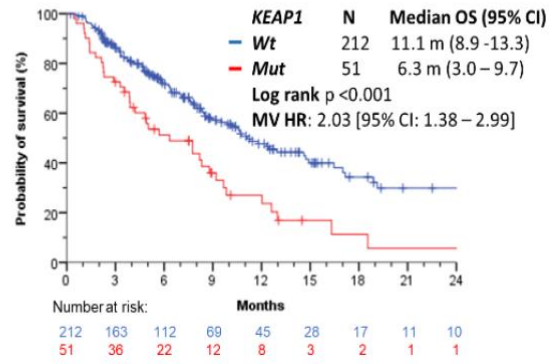 KEAP1 N Median OS (95% CI)
Wt 212 11.1 m (8.9 -13.3)
Mut 51 6.3 m (3.0 – 9.7)
Log rank p <0.001
MV HR: 2.03 [95% CI: 1.38 – 2.99]
Probability of survival (%)
100
80
60
40
20
0
0 3 6 9 12 15 18 21 24
Number at risk: Months
212 163 112 69 45 28 17 11 10
51 36 22 12 8 3 2 1 1